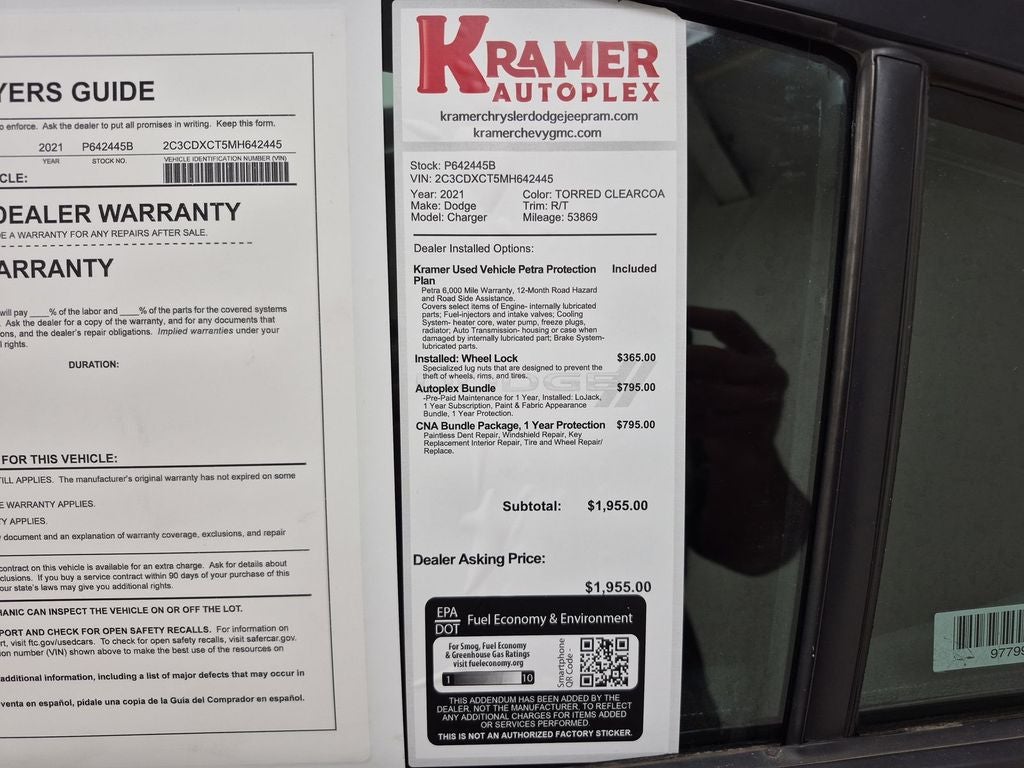 YERS GUIDE
o enforce. Ask the dealer to put all promises in writing. Keep this form.
2021 P642445B 2C3CDXCT5MH642445
YEAR STOCK NO. VEHICLE IDENTIFICATION NUMBER (VIN)
CLE:
DEALER WARRANTY
E A WARRANTY FOR ANY REPAIRS AFTER SALE.
ARRANTY
will pay ____% of the labor and ____% of the parts for the covered systems
. Ask the dealer for a copy of the warranty, and for any documents that
ons, and the dealer's repair obligations. Implied warranties under your
l rights.
DURATION:
FOR THIS VEHICLE:
TILL APPLIES. The manufacturer's original warranty has not expired on some
E WARRANTY APPLIES.
TY APPLIES.
document and an explanation of warranty coverage, exclusions, and repair
contract on this vehicle is available for an extra charge. Ask for details about
clusions. If you buy a service contract within 90 days of your purchase of this
our state's laws may give you additional rights.
HANIC CAN INSPECT THE VEHICLE ON OR OFF THE LOT.
PORT AND CHECK FOR OPEN SAFETY RECALLS. For information on
rt, visit ftc.gov/usedcars. To check for open safety recalls, visit safercar.gov.
on number (VIN) shown above to make the best use of the resources on
additional information, including a list of major defects that may occur in
venta en español, pídale una copia de la Guía del Comprador en español.
KRAMER
AUTOPLEX
kramerchryslerdodgejeepram.com
kramerchevygmc.com
Stock: P642445B
VIN: 2C3CDXCT5MH642445
Year: 2021 Color: TORRED CLEARCOA
Make: Dodge Trim: R/T
Model: Charger Mileage: 53869
Dealer Installed Options:
Kramer Used Vehicle Petra Protection Included
Plan
Petra 6,000 Mile Warranty, 12-Month Road Hazard
and Road Side Assistance.
Covers select items of Engine- internally lubricated
parts; Fuel-injectors and intake valves; Cooling
System- heater core, water pump, freeze plugs,
radiator; Auto Transmission- housing or case when
damaged by internally lubricated part; Brake System-
lubricated parts.
Installed: Wheel Lock $365.00
Specialized lug nuts that are designed to prevent the
theft of wheels, rims, and tires.
DODGE
Autoplex Bundle $795.00
-Pre-Paid Maintenance for 1 Year, Installed: LoJack,
1 Year Subscription, Paint & Fabric Appearance
Bundle, 1 Year Protection.
CNA Bundle Package, 1 Year Protection $795.00
Paintless Dent Repair, Windshield Repair, Key
Replacement Interior Repair, Tire and Wheel Repair/
Replace.
Subtotal: $1,955.00
Dealer Asking Price:
$1,955.00
EPA
DOT
Fuel Economy & Environment
For Smog, Fuel Economy
& Greenhouse Gas Ratings
visit fueleconomy.org
1 10
Smartphone
QR Code -
THIS ADDENDUM HAS BEEN ADDED BY THE
DEALER, NOT THE MANUFACTURER, TO REFLECT
ANY ADDITIONAL CHARGES FOR ITEMS ADDED
OR SERVICES PERFORMED.
THIS IS NOT AN AUTHORIZED FACTORY STICKER.
97799